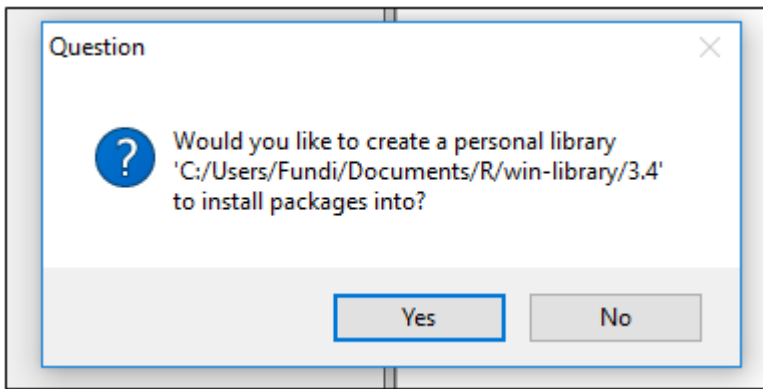 Question
Would you like to create a personal library
'C:/Users/Fundi/Documents/R/win-library/3.4'
to install packages into?
Yes
No